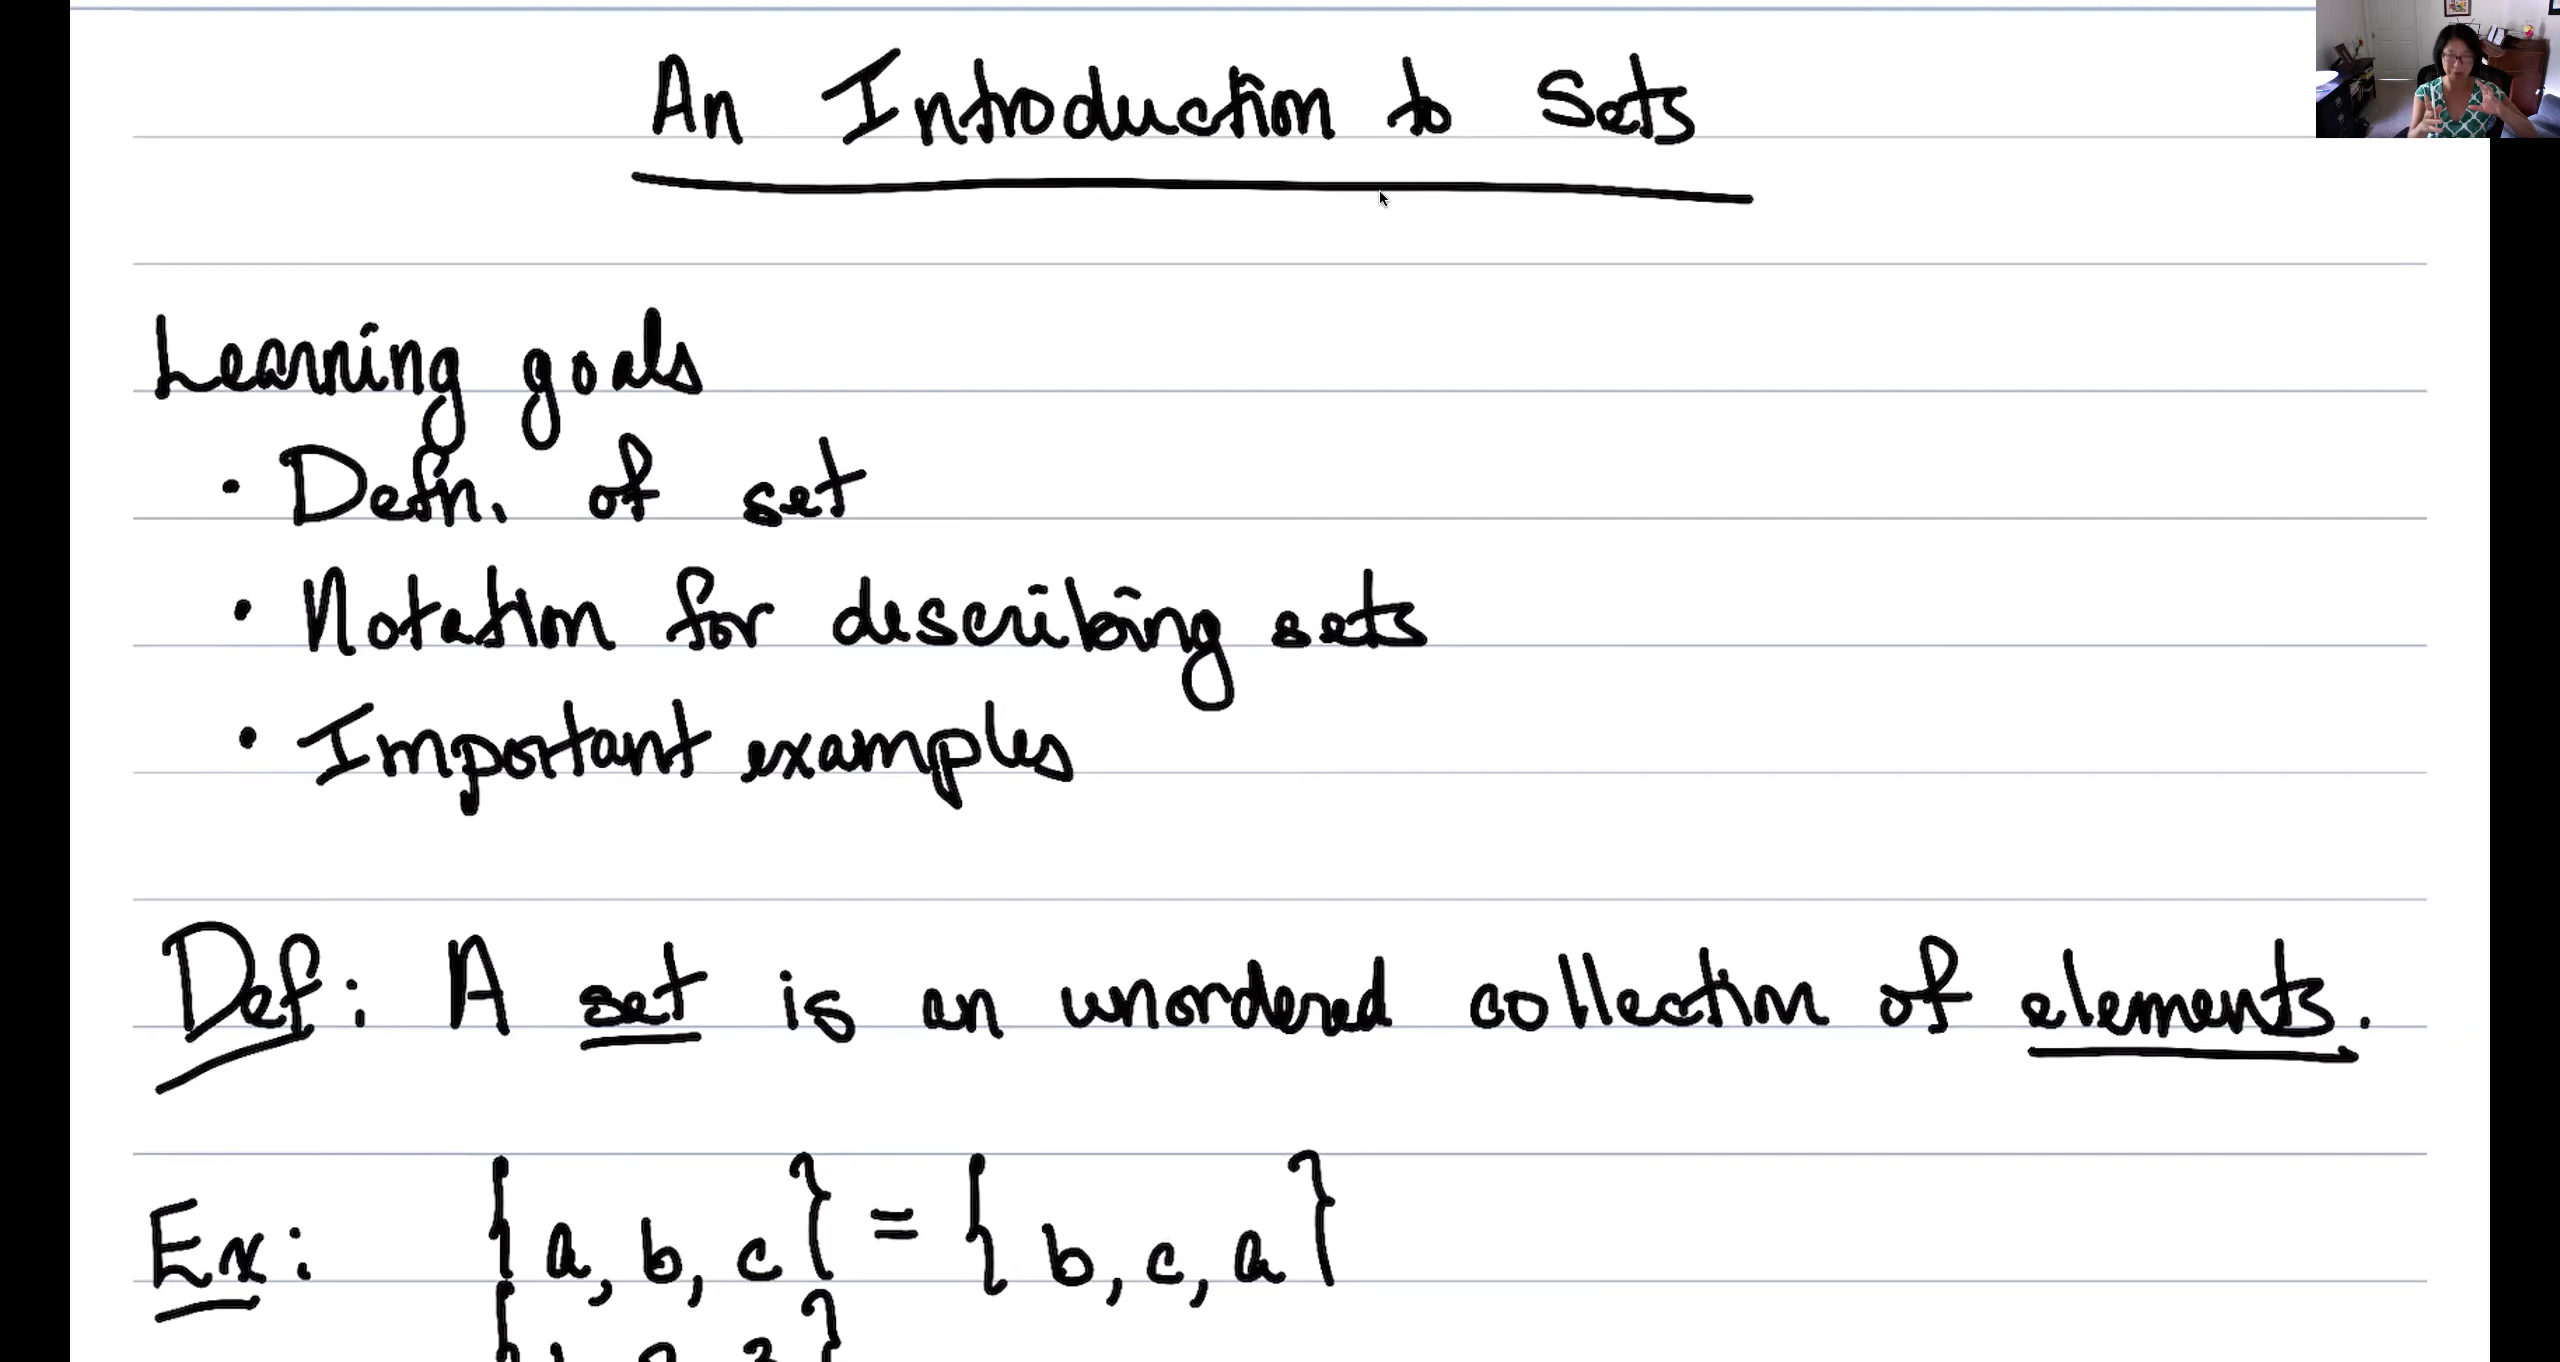 An Introduction to Sets
Learning goals
• Defn. of set
• Notation for describing sets
• Important examples
Def: A set is an unordered collection of elements.
Ex: {a, b, c} = {b, c, a}